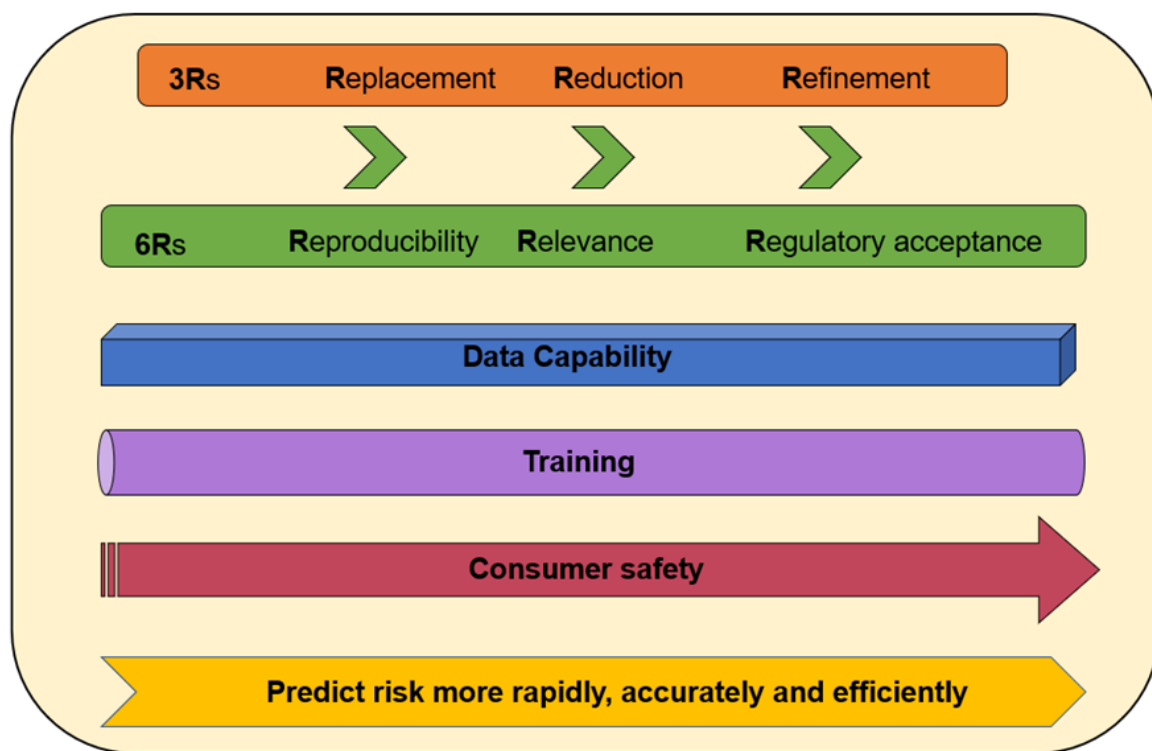 3Rs Replacement Reduction Refinement
6Rs Reproducibility Relevance Regulatory acceptance
Data Capability
Training
Consumer safety
Predict risk more rapidly, accurately and efficiently